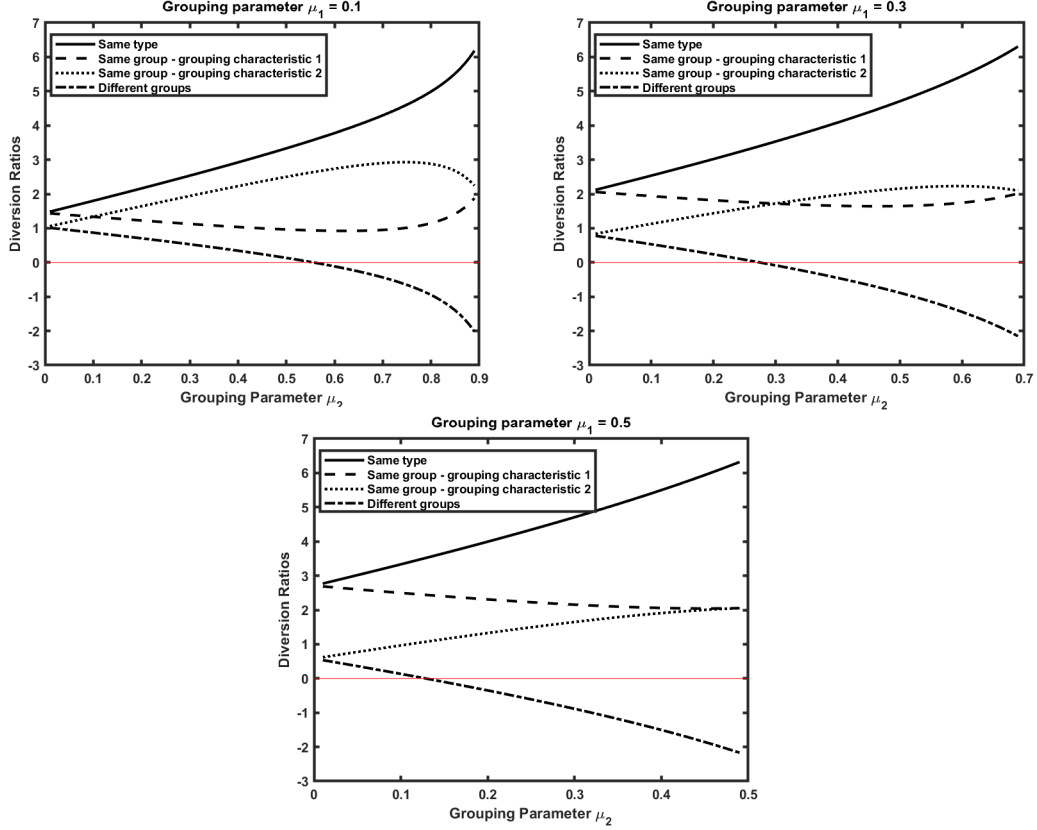 Grouping parameter μ1 = 0.1
7
6
5
4
3
2
1
0
-1
-2
-3
Diversion Ratios
Same type
Same group - grouping characteristic 1
Same group - grouping characteristic 2
Different groups
0 0.1 0.2 0.3 0.4 0.5 0.6 0.7 0.8 0.9
Grouping Parameter μ2
Grouping parameter μ1 = 0.3
7
6
5
4
3
2
1
0
-1
-2
-3
Diversion Ratios
Same type
Same group - grouping characteristic 1
Same group - grouping characteristic 2
Different groups
0 0.1 0.2 0.3 0.4 0.5 0.6 0.7
Grouping Parameter μ2
Grouping parameter μ1 = 0.5
7
6
5
4
3
2
1
0
-1
-2
-3
Diversion Ratios
Same type
Same group - grouping characteristic 1
Same group - grouping characteristic 2
Different groups
0 0.1 0.2 0.3 0.4 0.5
Grouping Parameter μ2